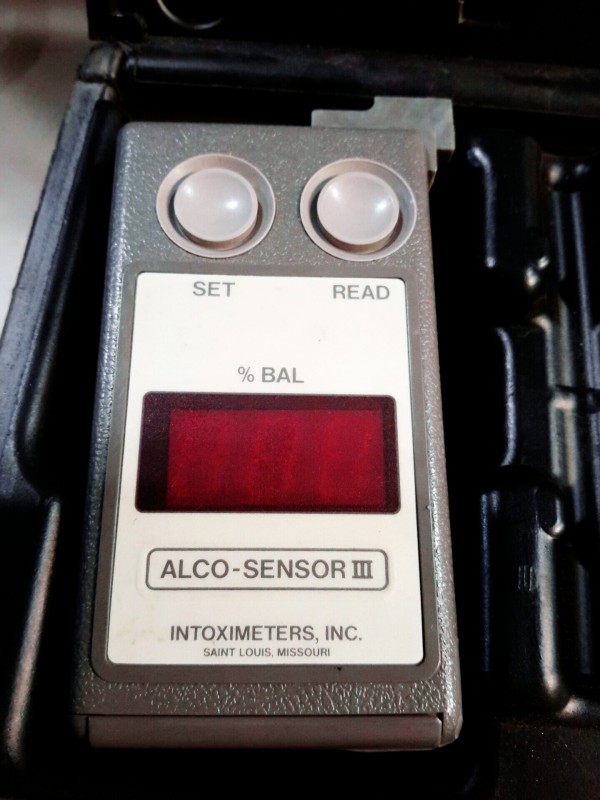 SET READ
% BAL
ALCO-SENSOR III
INTOXIMETERS, INC.
SAINT LOUIS, MISSOURI